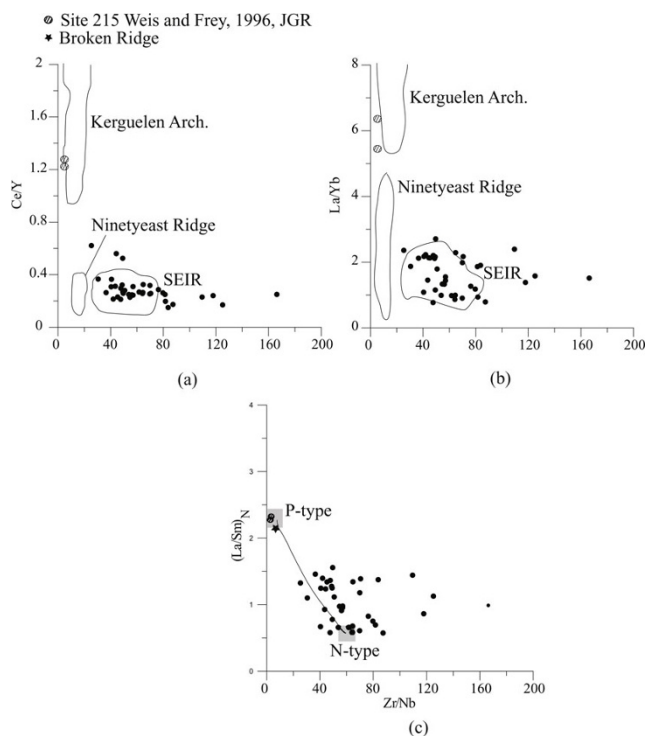 Site 215 Weis and Frey, 1996, JGR
Broken Ridge
2
1.6
1.2
0.8
0.4
0
Ce/Y
Kerguelen Arch.
Ninetyeast Ridge
SEIR
0 40 80 120 160 200
(a)
8
6
4
2
0
La/Yb
Kerguelen Arch.
Ninetyeast Ridge
SEIR
0 40 80 120 160 200
(b)
4
3
2
1
0
(La/Sm)N
P-type
N-type
0 40 80 120 160 200
Zr/Nb
(c)